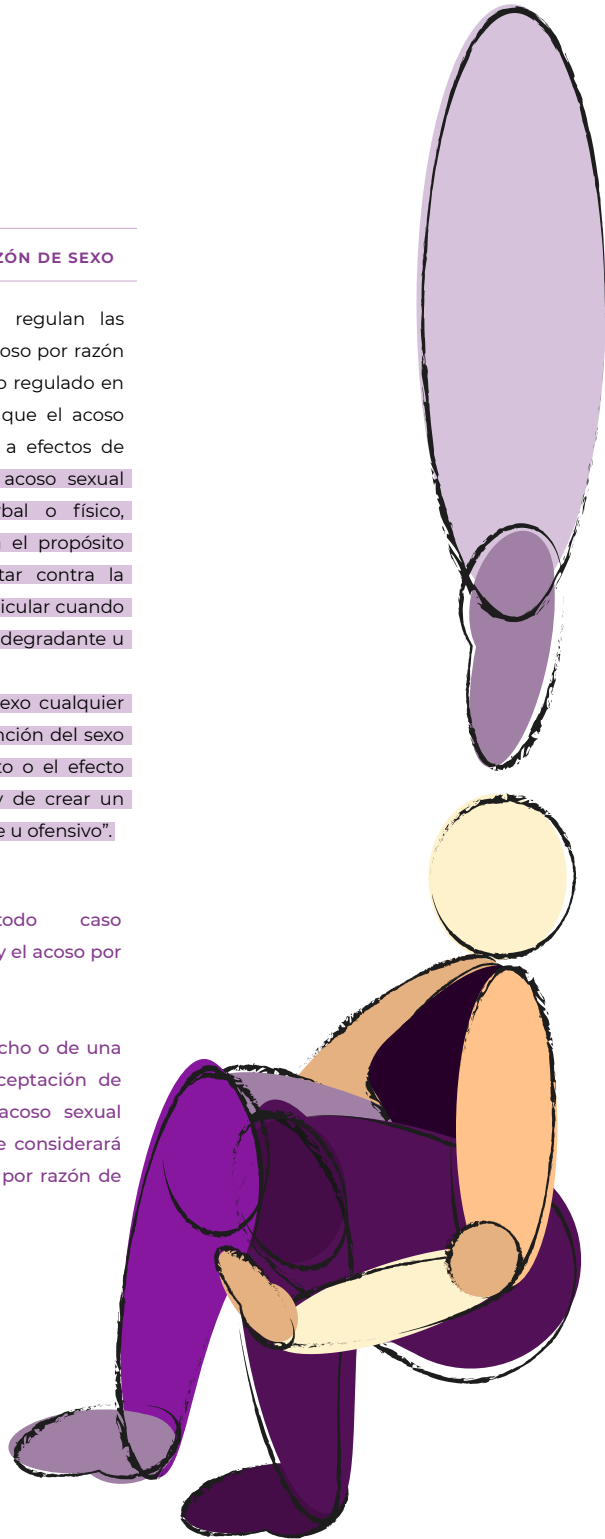 ZÓN DE SEXO
regulan las
oso por razón
o regulado en
que el acoso
a efectos de
acoso sexual
bal o físico,
el propósito
tar contra la
icular cuando
degradante u
exo cualquier
nción del sexo
to o el efecto
y de crear un
e u ofensivo”.
todo caso
y el acoso por
cho o de una
ceptación de
acoso sexual
e considerará
por razón de